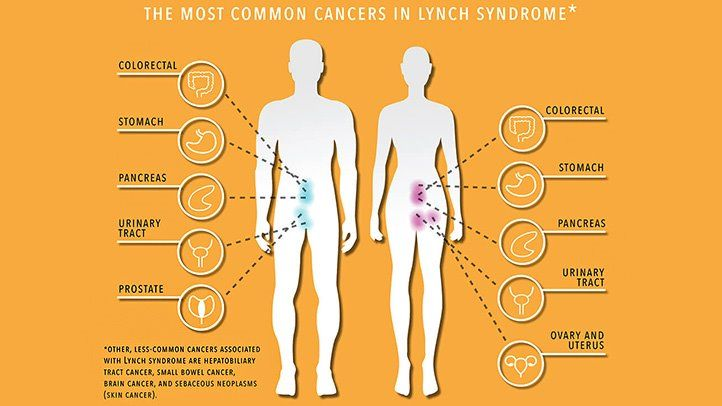 THE MOST COMMON CANCERS IN LYNCH SYNDROME*
COLORECTAL
STOMACH
PANCREAS
URINARY
TRACT
PROSTATE
COLORECTAL
STOMACH
PANCREAS
URINARY
TRACT
OVARY AND
UTERUS
*OTHER, LESS-COMMON CANCERS ASSOCIATED
WITH LYNCH SYNDROME ARE HEPATOBILIARY
TRACT CANCER, SMALL BOWEL CANCER,
BRAIN CANCER, AND SEBACEOUS NEOPLASMS
(SKIN CANCER).